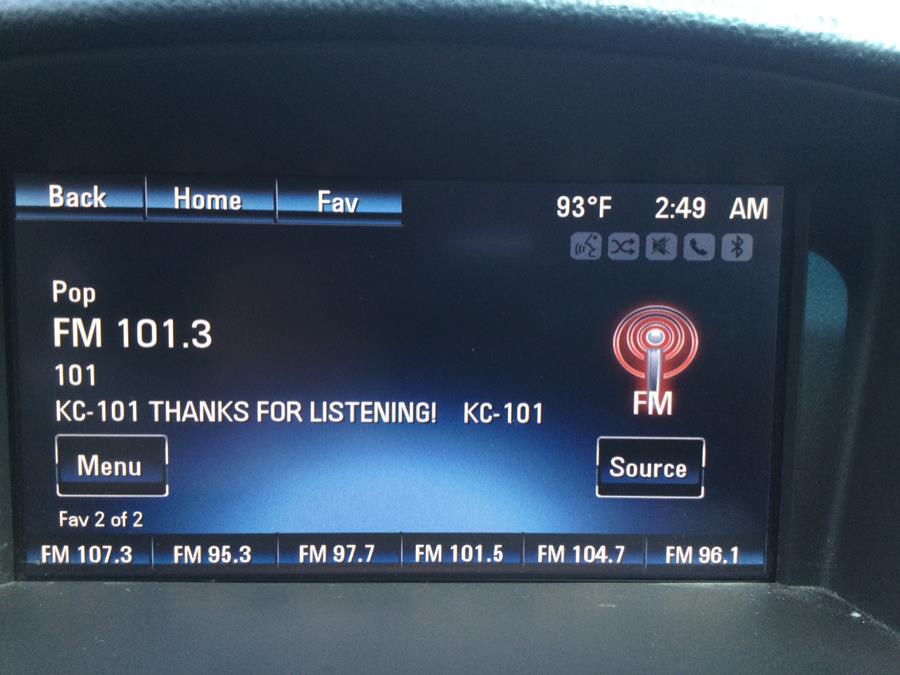 Back Home Fav 93°F 2:49 AM
Pop
FM 101.3
101
KC-101 THANKS FOR LISTENING! KC-101
FM
Menu Source
Fav 2 of 2
FM 107.3 FM 95.3 FM 97.7 FM 101.5 FM 104.7 FM 96.1